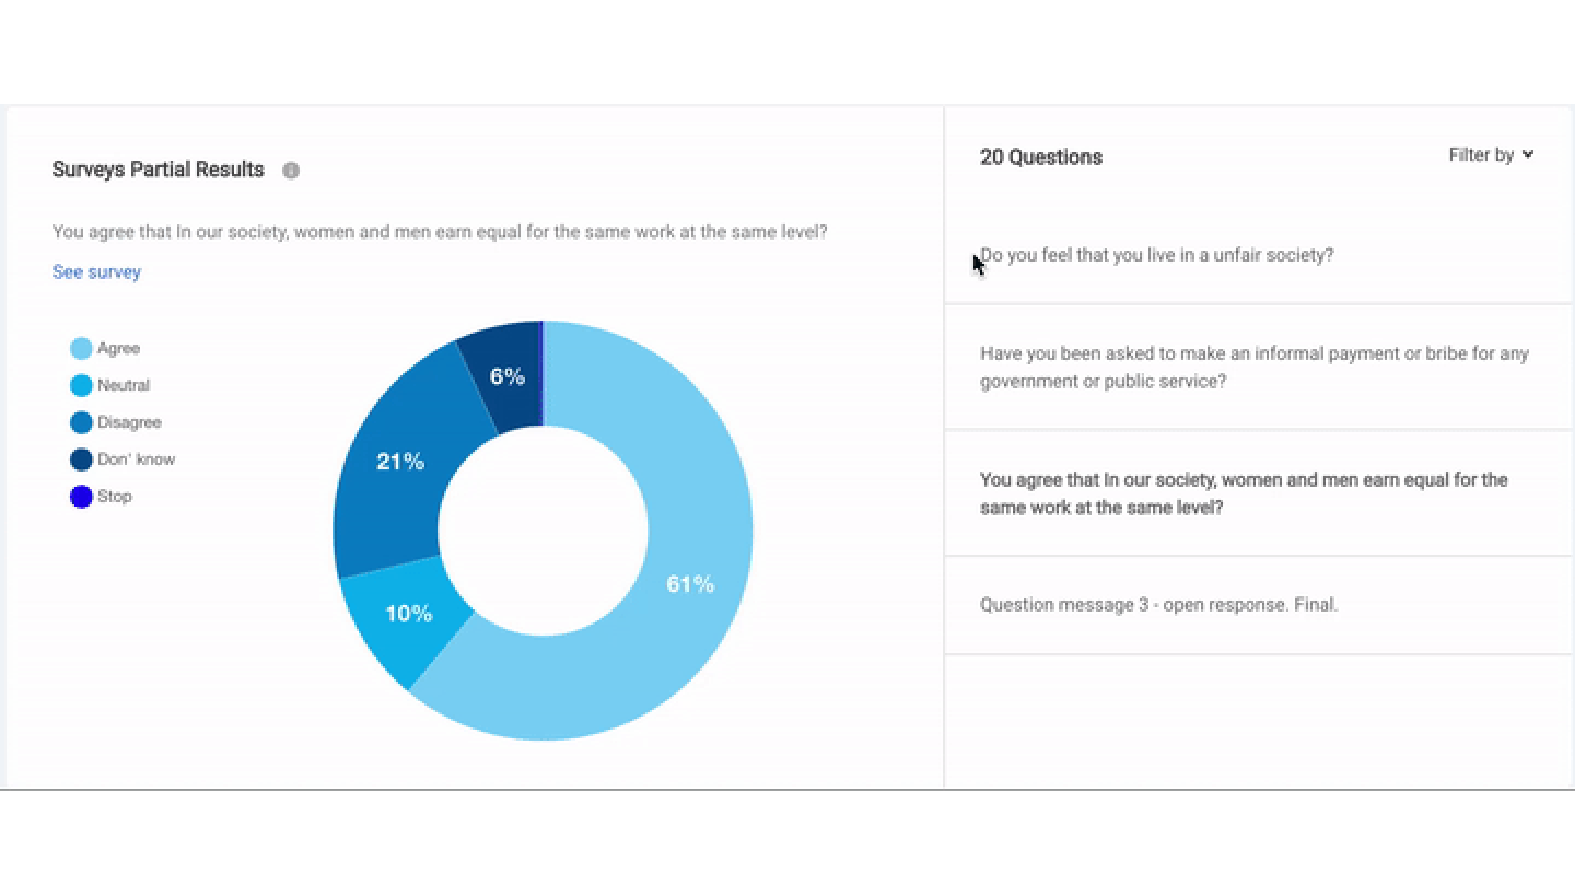 Surveys Partial Results
You agree that In our society, women and men earn equal for the same work at the same level?
See survey
Agree
Neutral
Disagree
Don' know
Stop
6%
21%
10%
61%
20 Questions
Filter by
Do you feel that you live in a unfair society?
Have you been asked to make an informal payment or bribe for any
government or public service?
You agree that In our society, women and men earn equal for the
same work at the same level?
Question message 3 - open response. Final.